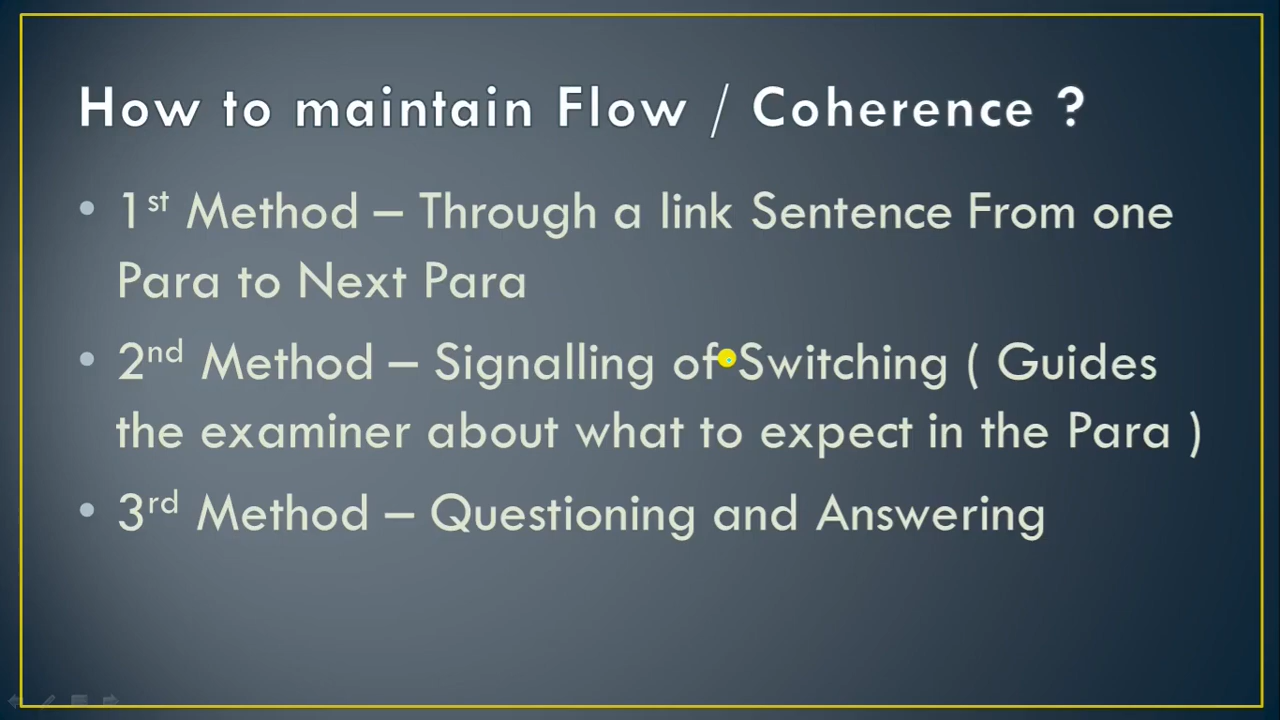 How to maintain Flow / Coherence ?
• 1st Method – Through a link Sentence From one
Para to Next Para
• 2nd Method – Signalling of Switching ( Guides
the examiner about what to expect in the Para )
• 3rd Method – Questioning and Answering